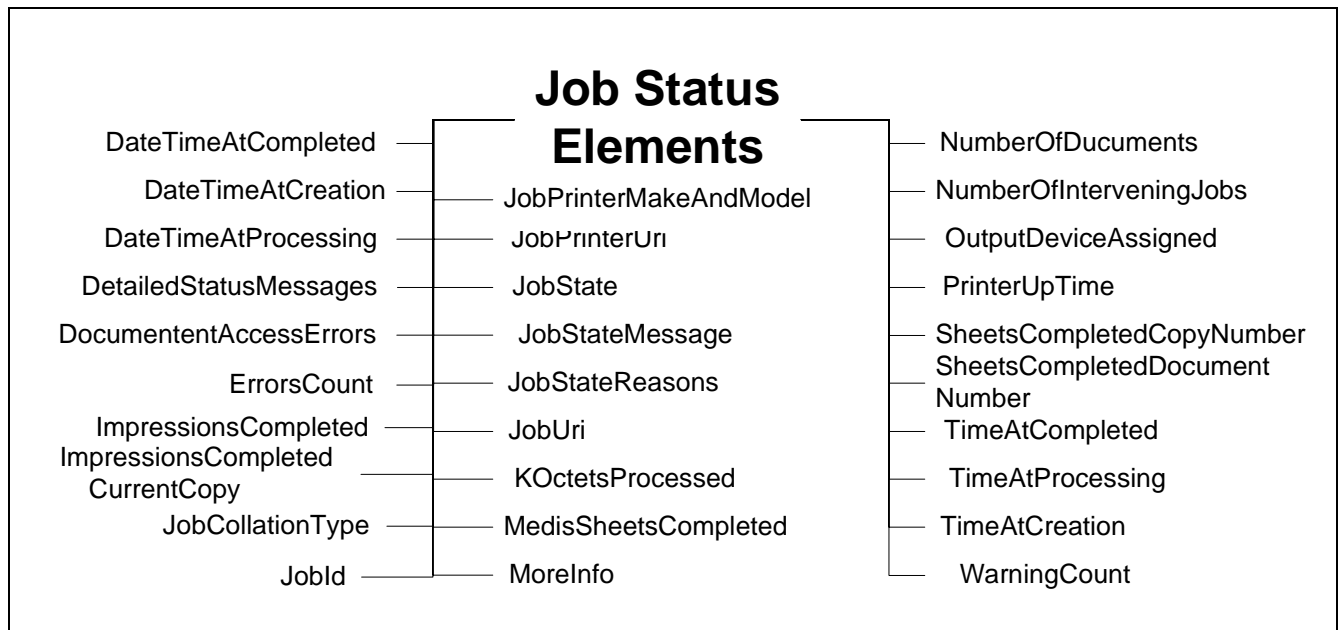 Job Status
Elements
DateTimeAtCompleted
DateTimeAtCreation
DateTimeAtProcessing
DetailedStatusMessages
DocumententAccessErrors
ErrorsCount
ImpressionsCompleted
ImpressionsCompleted
CurrentCopy
JobCollationType
JobId
JobPrinterMakeAndModel
JobPrinterUri
JobState
JobStateMessage
JobStateReasons
JobUri
KOctetsProcessed
MedisSheetsCompleted
MoreInfo
NumberOfDucuments
NumberOfInterveningJobs
OutputDeviceAssigned
PrinterUpTime
SheetsCompletedCopyNumber
SheetsCompletedDocument
Number
TimeAtCompleted
TimeAtProcessing
TimeAtCreation
WarningCount